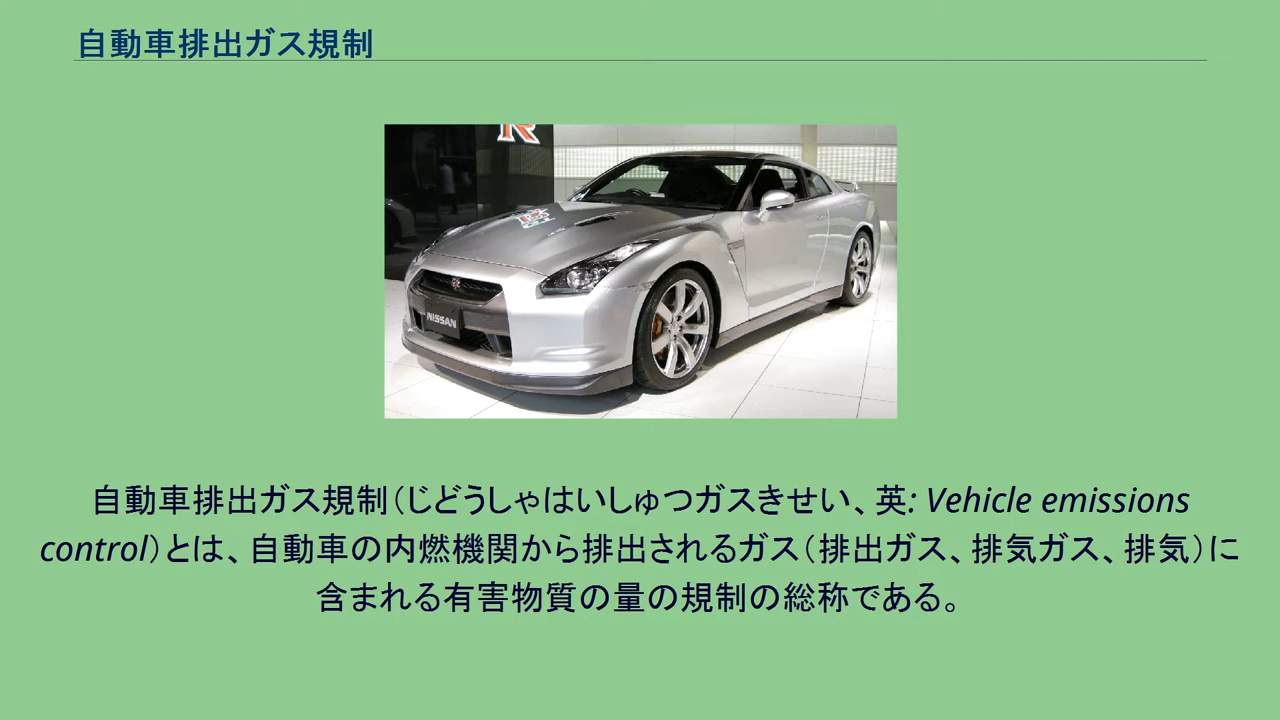 自動車排出ガス規制
R
NISSAN
自動車排出ガス規制（じどうしゃはいしゅつガスきせい、英: Vehicle emissions
control）とは、自動車の内燃機関から排出されるガス（排出ガス、排気ガス、排気）に
含まれる有害物質の量の規制の総称である。